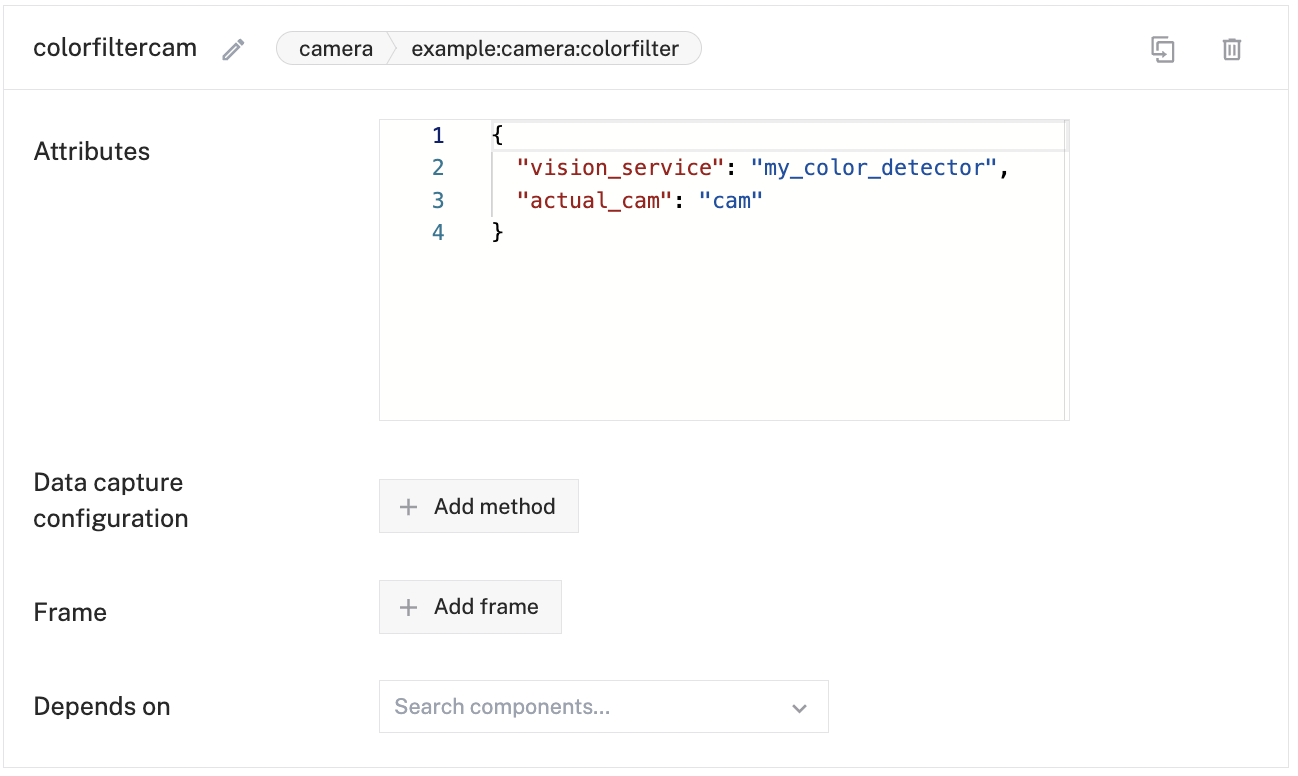 colorfiltercam camera example:camera:colorfilter
Attributes
1 {
2 "vision_service": "my_color_detector",
3 "actual_cam": "cam"
4 }
Data capture
configuration
Add method
Frame
Add frame
Depends on
Search components...